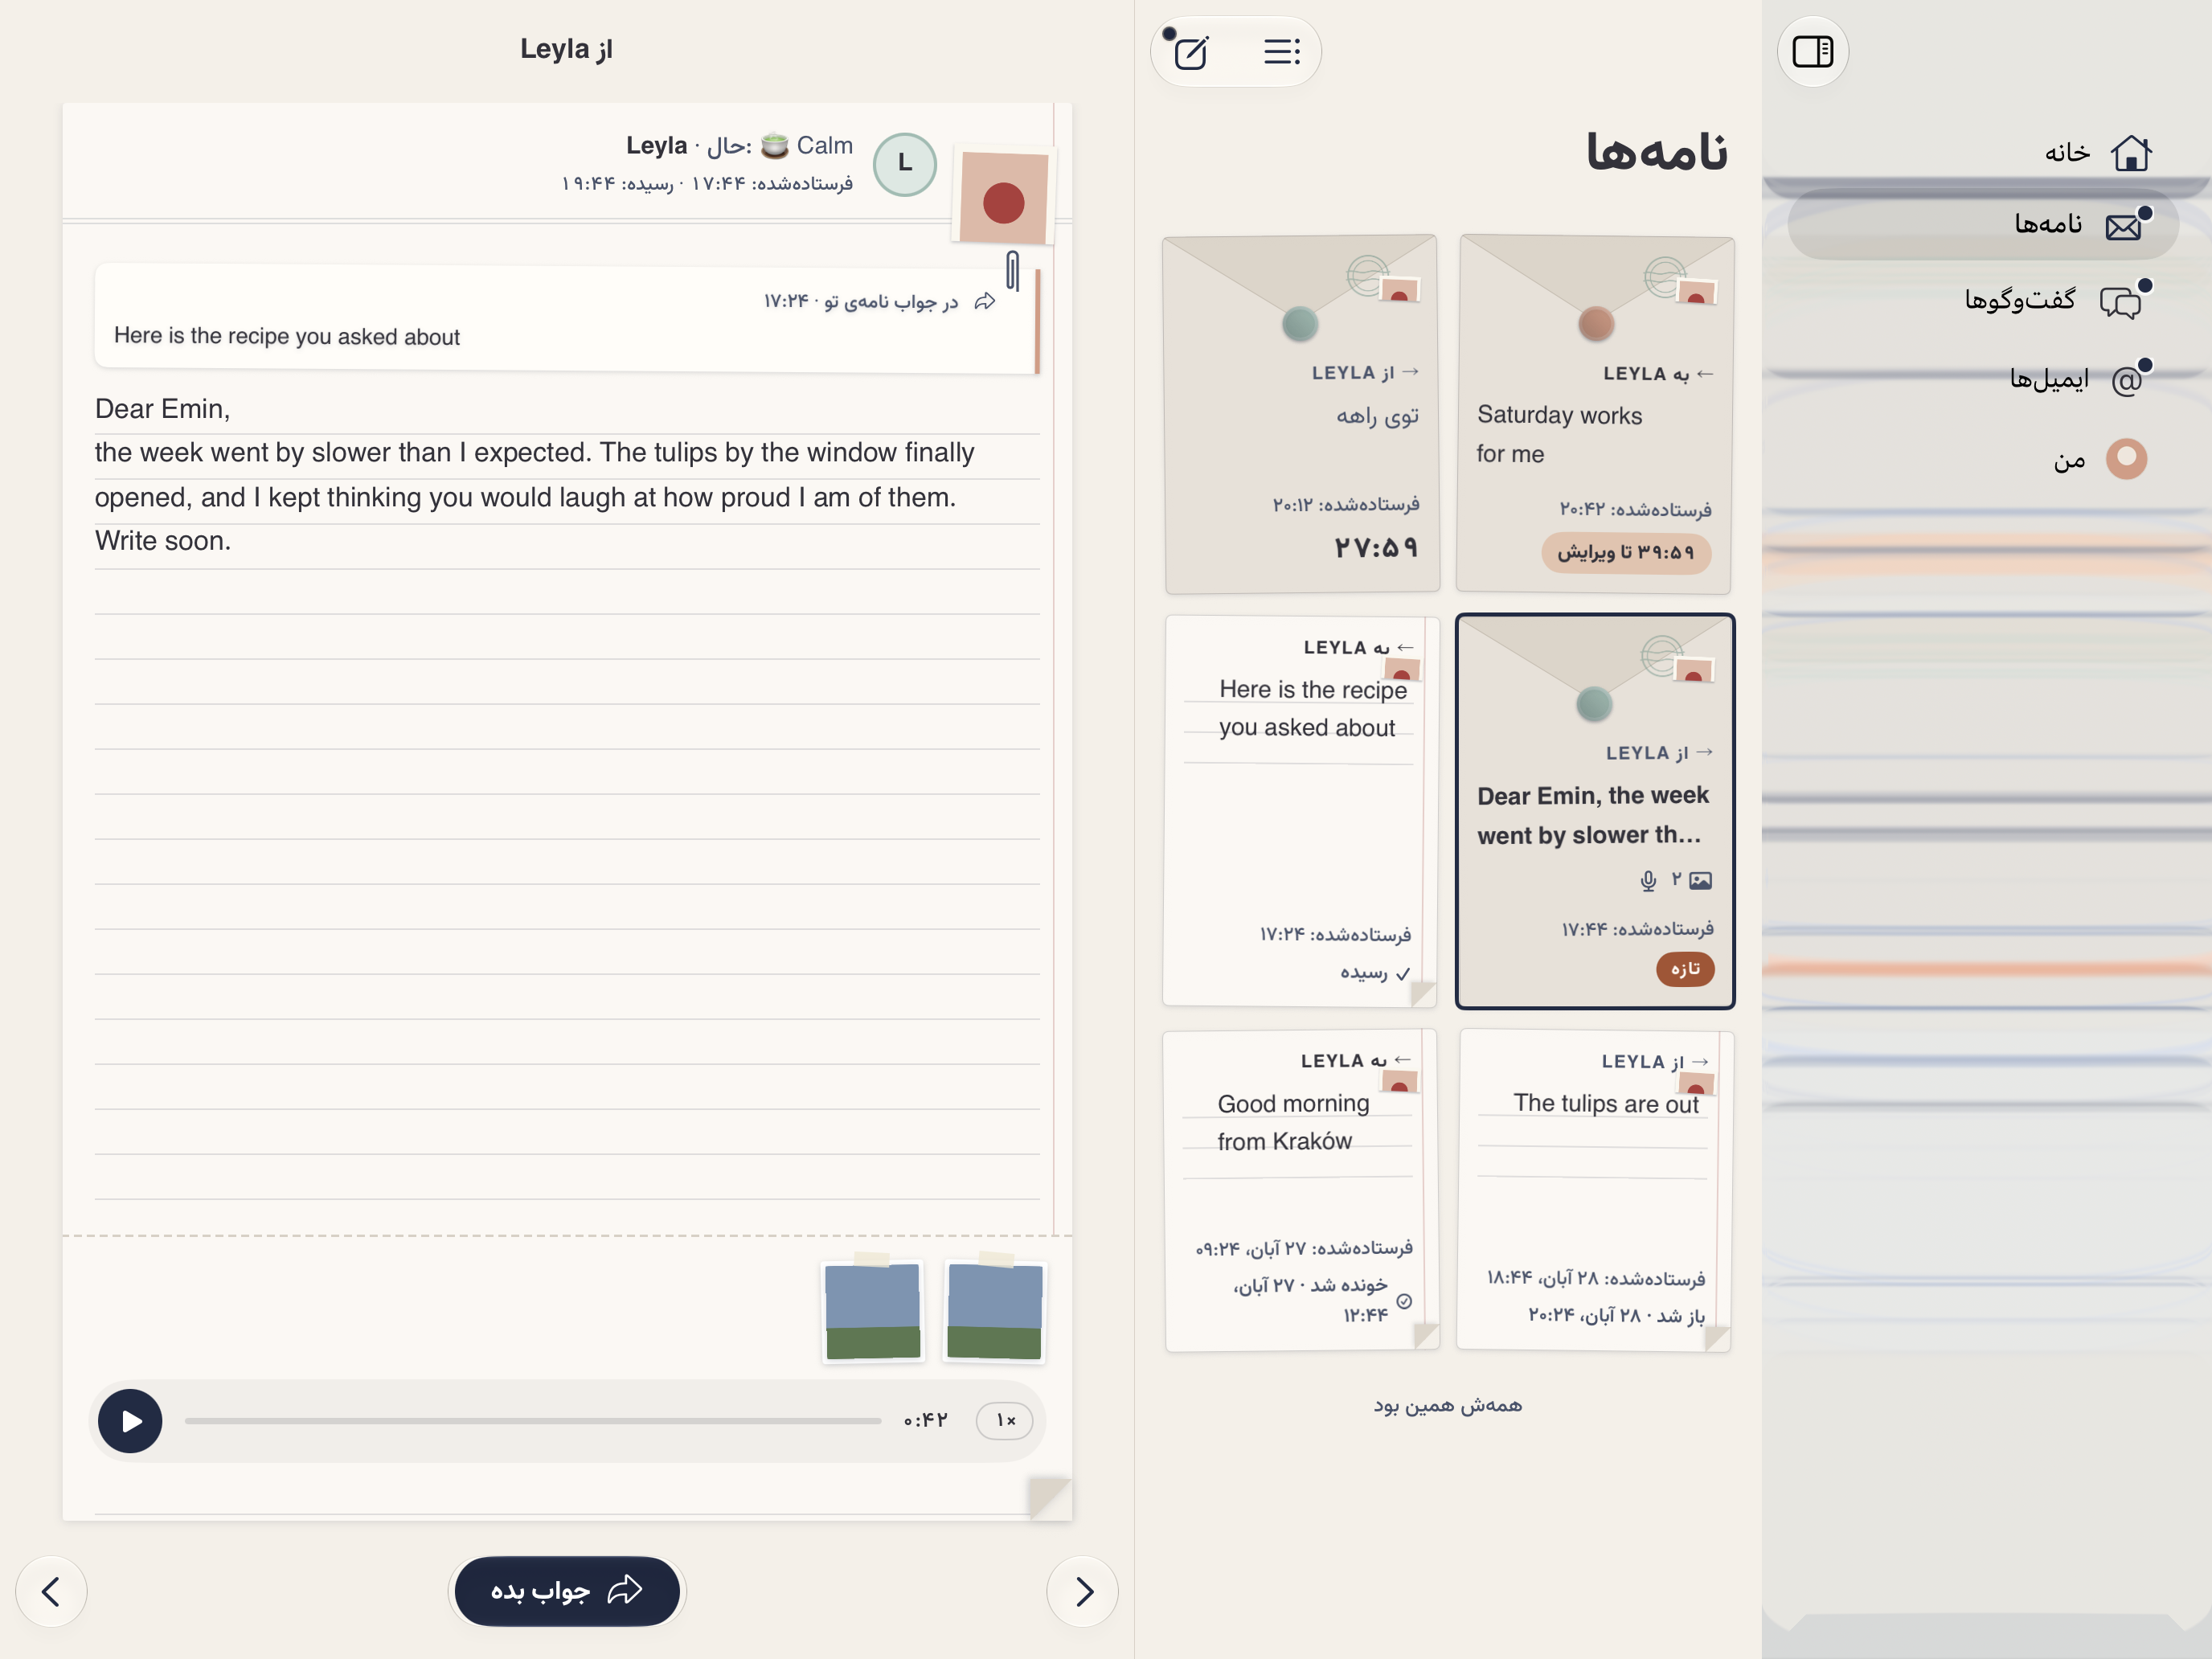 خانه
نامه‌ها
گفت‌وگوها
@ ایمیل‌ها
من
نامه‌ها
← به LEYLA
Saturday works
for me
فرستاده‌شده: ۲۰:۴۲
۳۹:۵۹ تا ویرایش
→ از LEYLA
توی راهه
فرستاده‌شده: ۲۰:۱۲
۲۷:۵۹
→ از LEYLA
Dear Emin, the week
went by slower th…
۲
فرستاده‌شده: ۱۷:۴۴
تازه
← به LEYLA
Here is the recipe
you asked about
فرستاده‌شده: ۱۷:۲۴
رسیده
→ از LEYLA
The tulips are out
فرستاده‌شده: ۲۸ آبان، ۱۸:۴۴
باز شد · ۲۸ آبان، ۲۰:۲۴
← به LEYLA
Good morning
from Kraków
فرستاده‌شده: ۲۷ آبان، ۰۹:۲۴
خونده شد · ۲۷ آبان،
۱۲:۴۴
همه‌ش همین بود
از Leyla
L
Leyla · حال: 🍵 Calm
فرستاده‌شده: ۱۷:۴۴ · رسیده: ۱۹:۴۴
در جواب نامه‌ی تو · ۱۷:۲۴
Here is the recipe you asked about
Dear Emin,
the week went by slower than I expected. The tulips by the window finally
opened, and I kept thinking you would laugh at how proud I am of them.
Write soon.
۰:۴۲
۱×
جواب بده